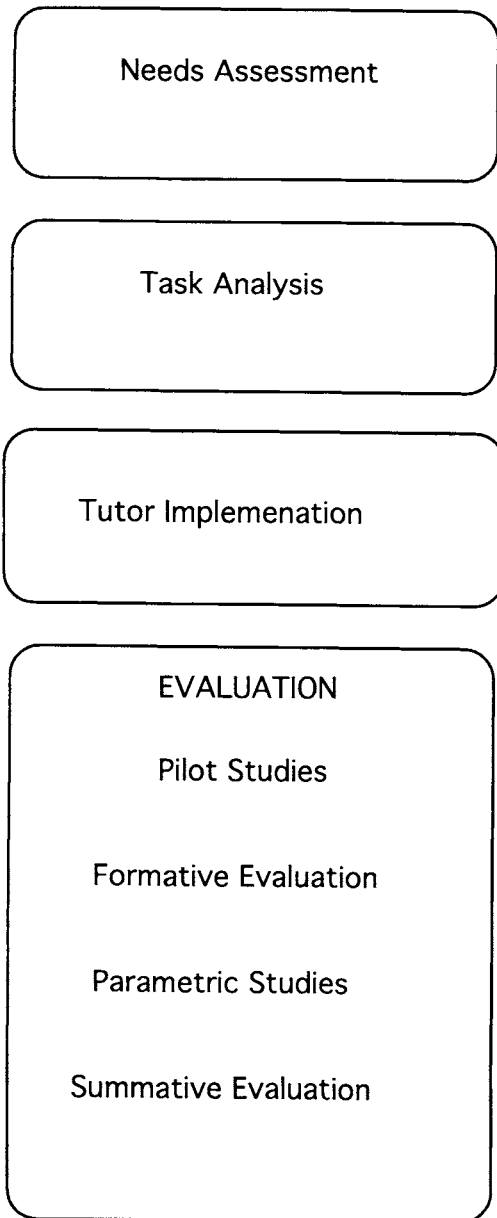 Needs Assessment
Task Analysis
Tutor Implemenation
EVALUATION
Pilot Studies
Formative Evaluation
Parametric Studies
Summative Evaluation